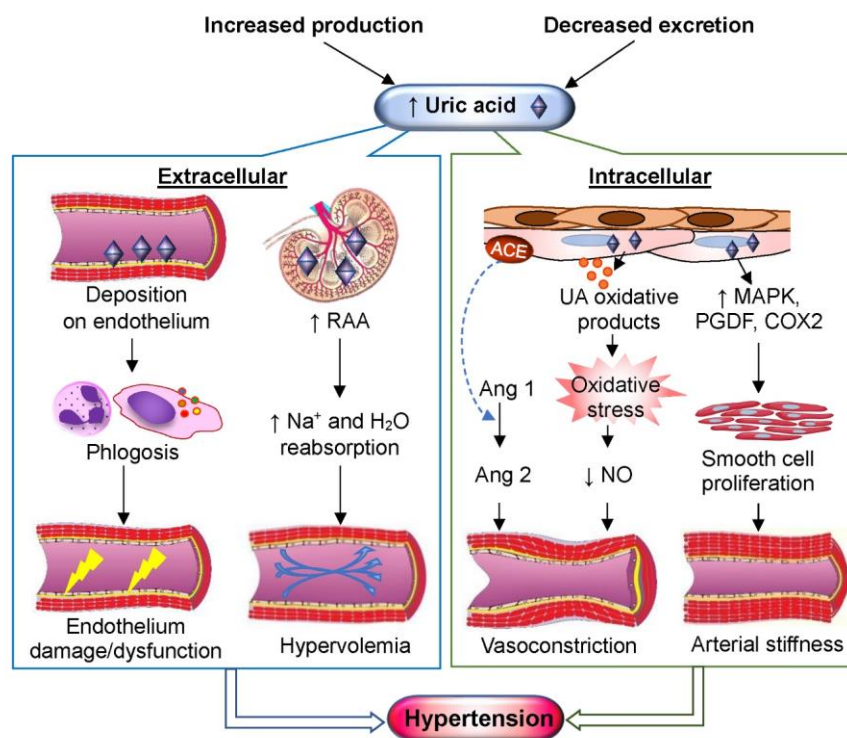 Increased production
Decreased excretion
↑ Uric acid
Extracellular
Deposition
on endothelium
Phlogosis
Endothelium
damage/dysfunction
↑ RAA
↑ Na⁺ and H₂O
reabsorption
Hypervolemia
Intracellular
ACE
Ang 1
Ang 2
UA oxidative
products
Oxidative
stress
↓ NO
Vasoconstriction
↑ MAPK,
PGDF, COX2
Smooth cell
proliferation
Arterial stiffness
Hypertension